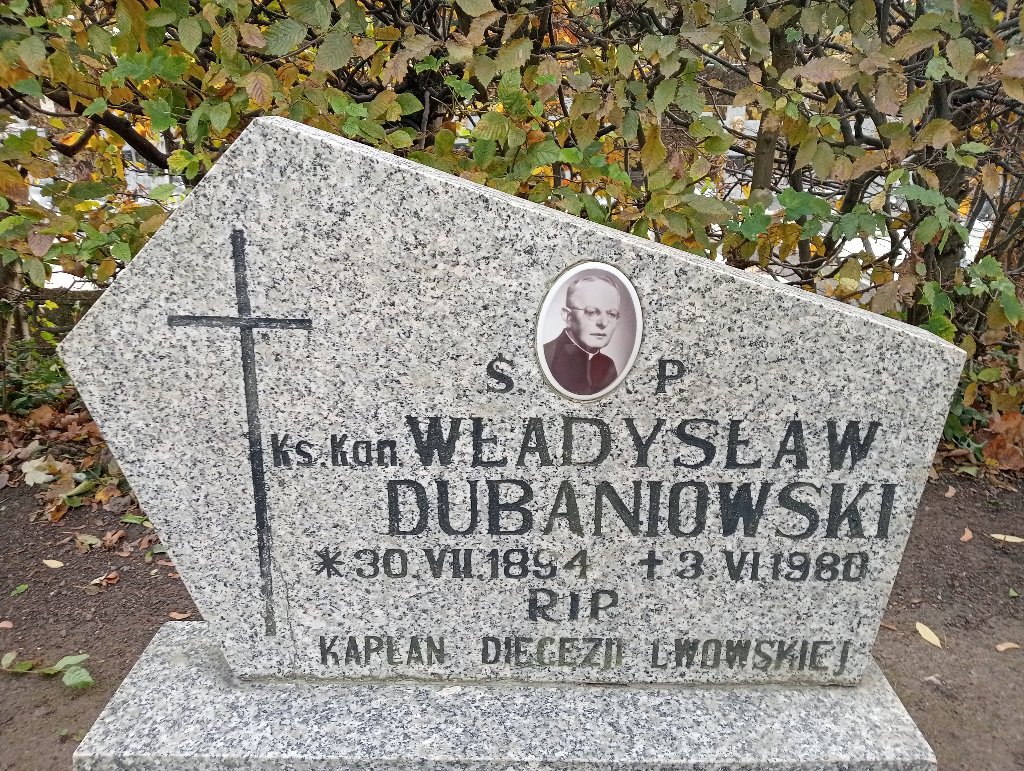 Ś. P
Ks. Kan. WŁADYSŁAW
DUBANIOWSKI
* 30. VII. 1894 + 3. VI. 1980
RIP
KAPŁAN DIECEZJI LWOWSKIEJ